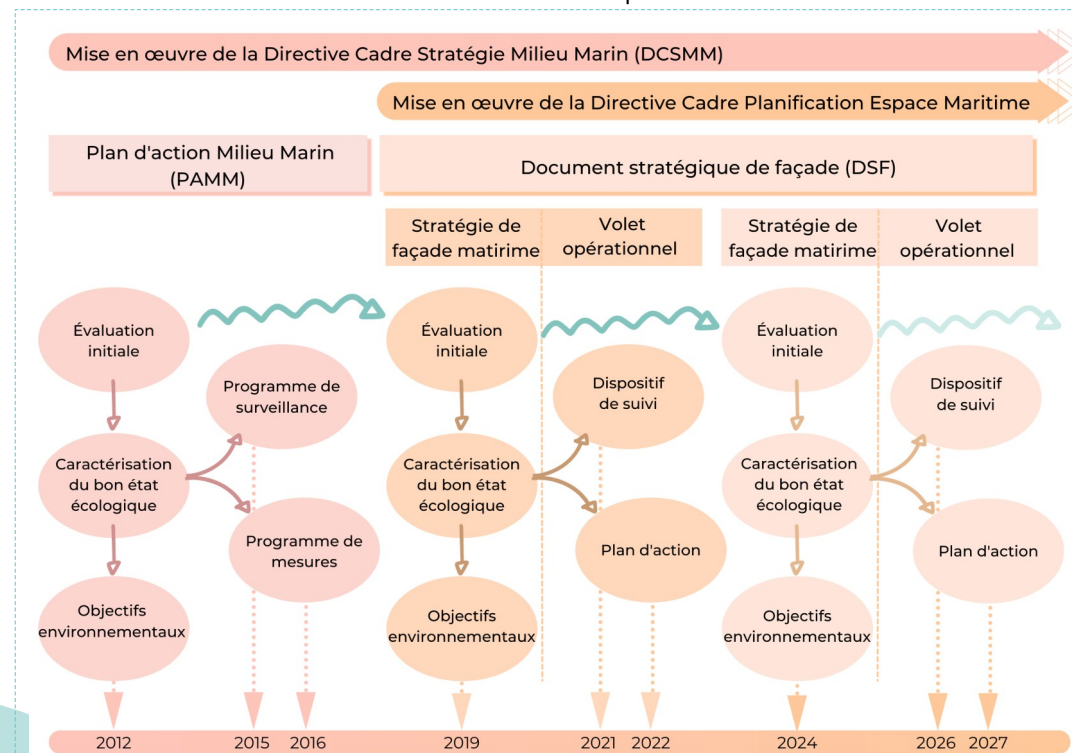 Mise en œuvre de la Directive Cadre Stratégie Milieu Marin (DCSMM)
Mise en œuvre de la Directive Cadre Planification Espace Maritime
Plan d'action Milieu Marin
(PAMM)
Document stratégique de façade (DSF)
Stratégie de
façade matirime
Volet
opérationnel
Stratégie de
façade matirime
Volet
opérationnel
Évaluation
initiale
Programme de
surveillance
Caractérisation
du bon état
écologique
Programme de
mesures
Objectifs
environnementaux
Évaluation
initiale
Dispositif
de suivi
Caractérisation
du bon état
écologique
Plan d'action
Objectifs
environnementaux
Évaluation
initiale
Dispositif
de suivi
Caractérisation
du bon état
écologique
Plan d'action
Objectifs
environnementaux
2012
2015
2016
2019
2021
2022
2024
2026
2027